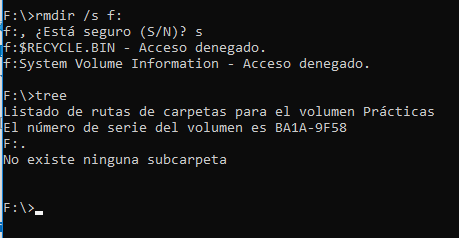 F:\>rmdir /s f:
f:, ¿Está seguro (S/N)? s
f:$RECYCLE.BIN - Acceso denegado.
f:System Volume Information - Acceso denegado.
F:\>tree
Listado de rutas de carpetas para el volumen Prácticas
El número de serie del volumen es BA1A-9F58
F:.
No existe ninguna subcarpeta
F:\>